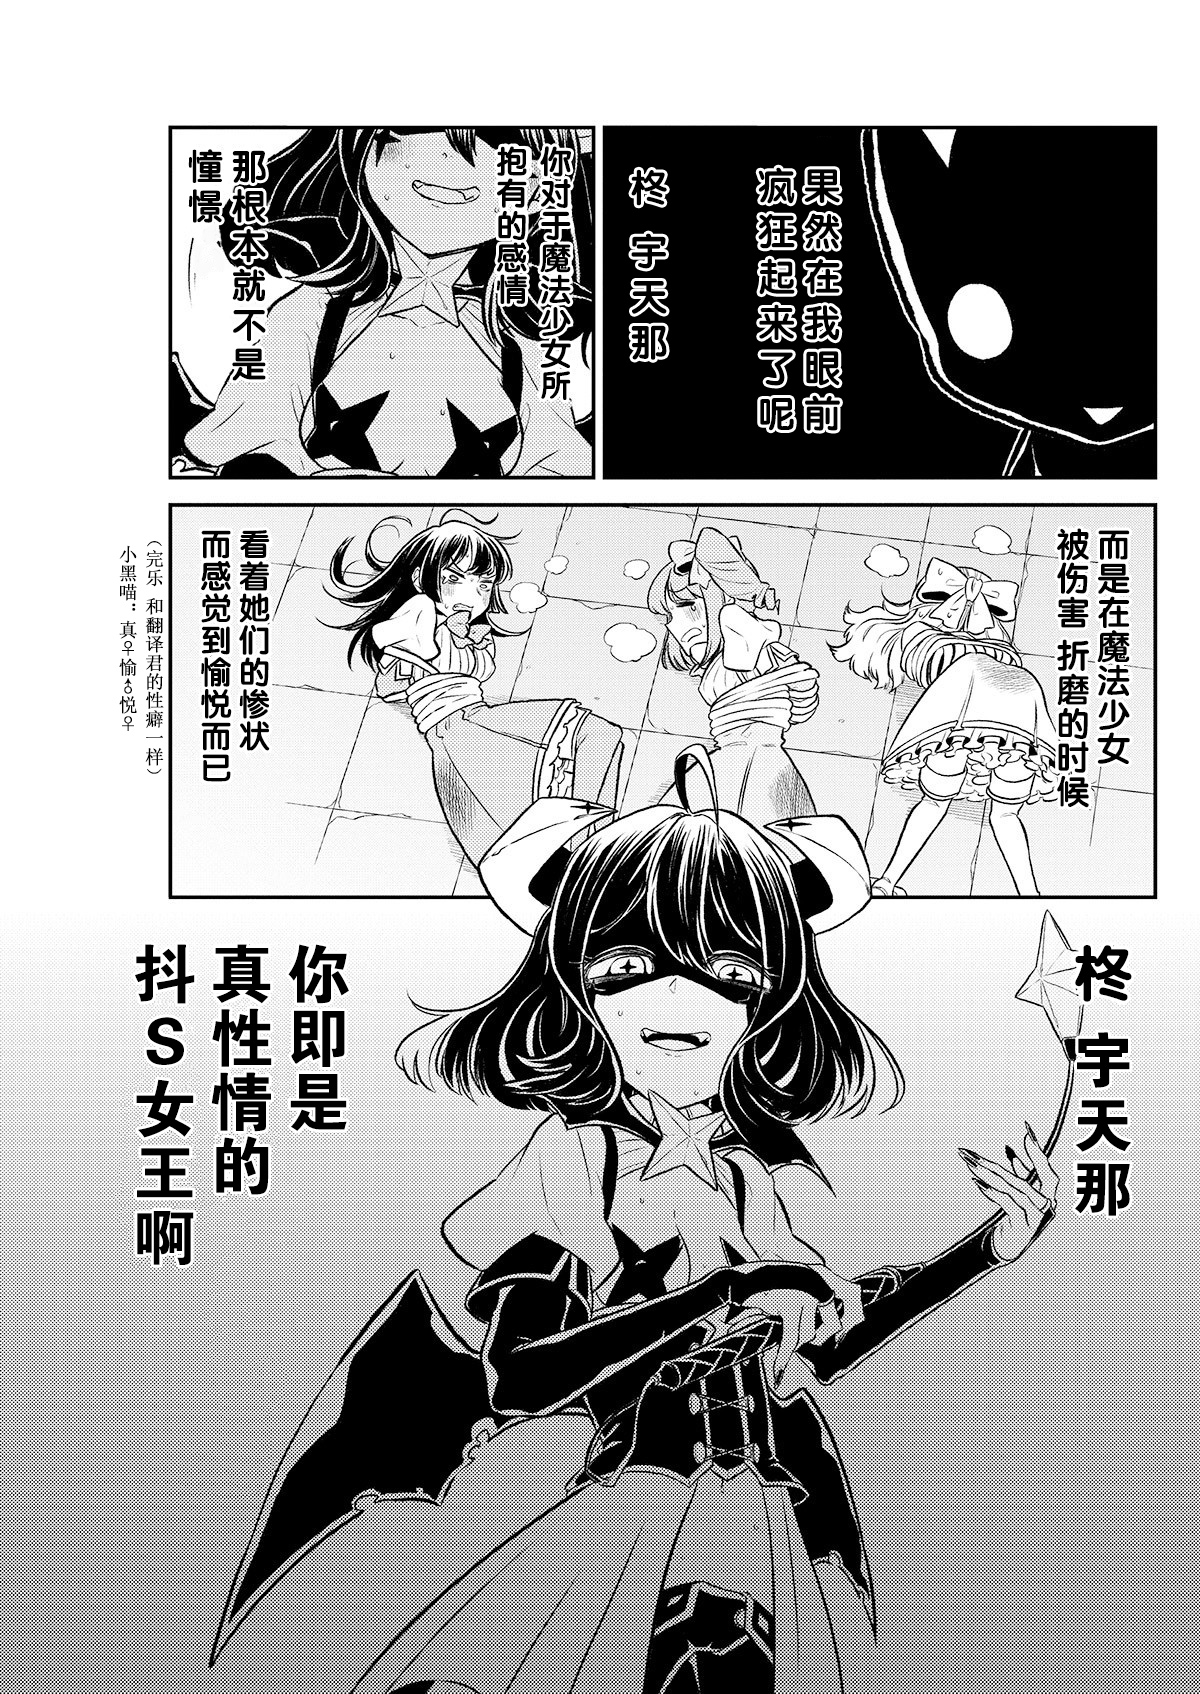 果然在我眼前
疯狂起来了呢
柊 宇天那
你对于魔法少女所
抱有的感情
那根本就不是
憧憬
而是在魔法少女
被伤害 折磨的时候
看着她们的惨状
而感觉到愉悦而已
（完乐 和翻译君的性癖一样）
小黑喵：真♀愉♂悦♀
柊 宇天那
你即是
真性情的
抖S女王啊